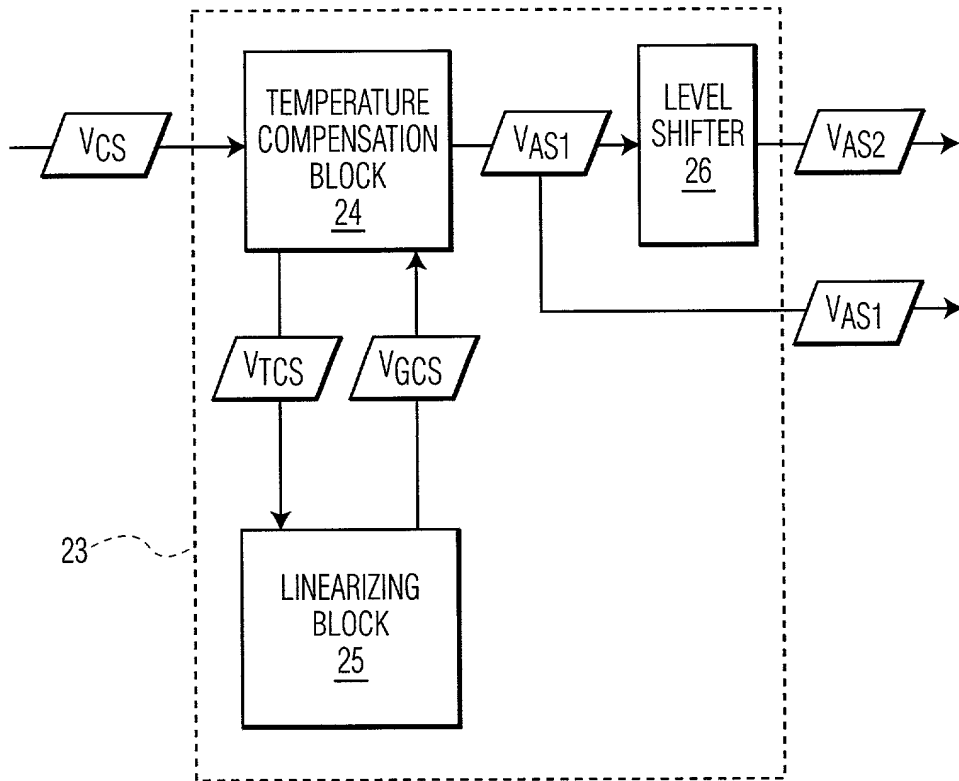 TEMPERATURE
COMPENSATION
BLOCK
24
LEVEL
SHIFTER
26
VCS
VAS1
VAS2
VAS1
VTCS
VGCS
23
LINEARIZING
BLOCK
25